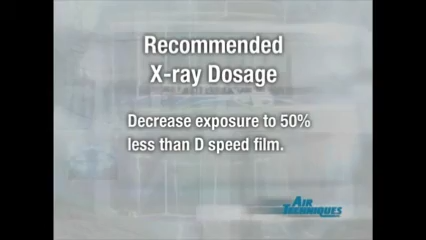 Recommended
X-ray Dosage
Decrease exposure to 50%
less than D speed film.
AIR
TECHNIQUES